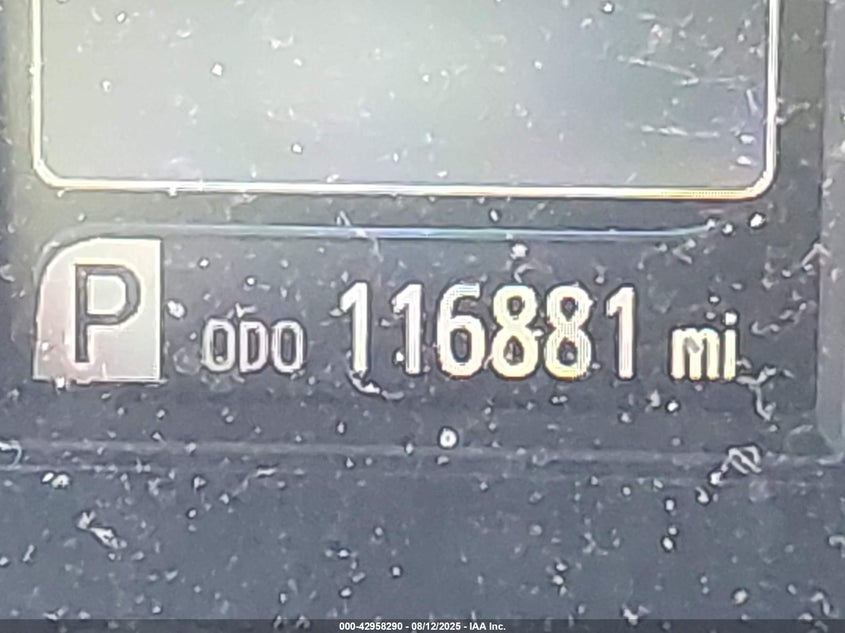 P ODO 116881 mi
000-42958290 - 08/12/2025 - IAA Inc.